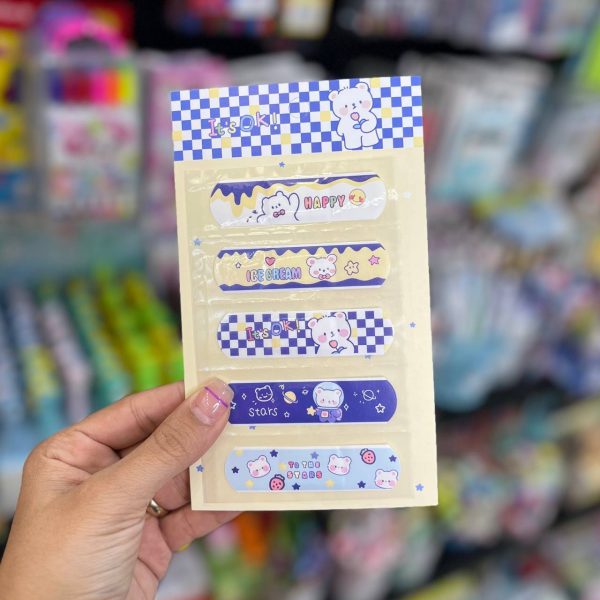 It's Ok!
HAPPY
ICE CREAM
It's Ok!
Stars
To THE
STARS